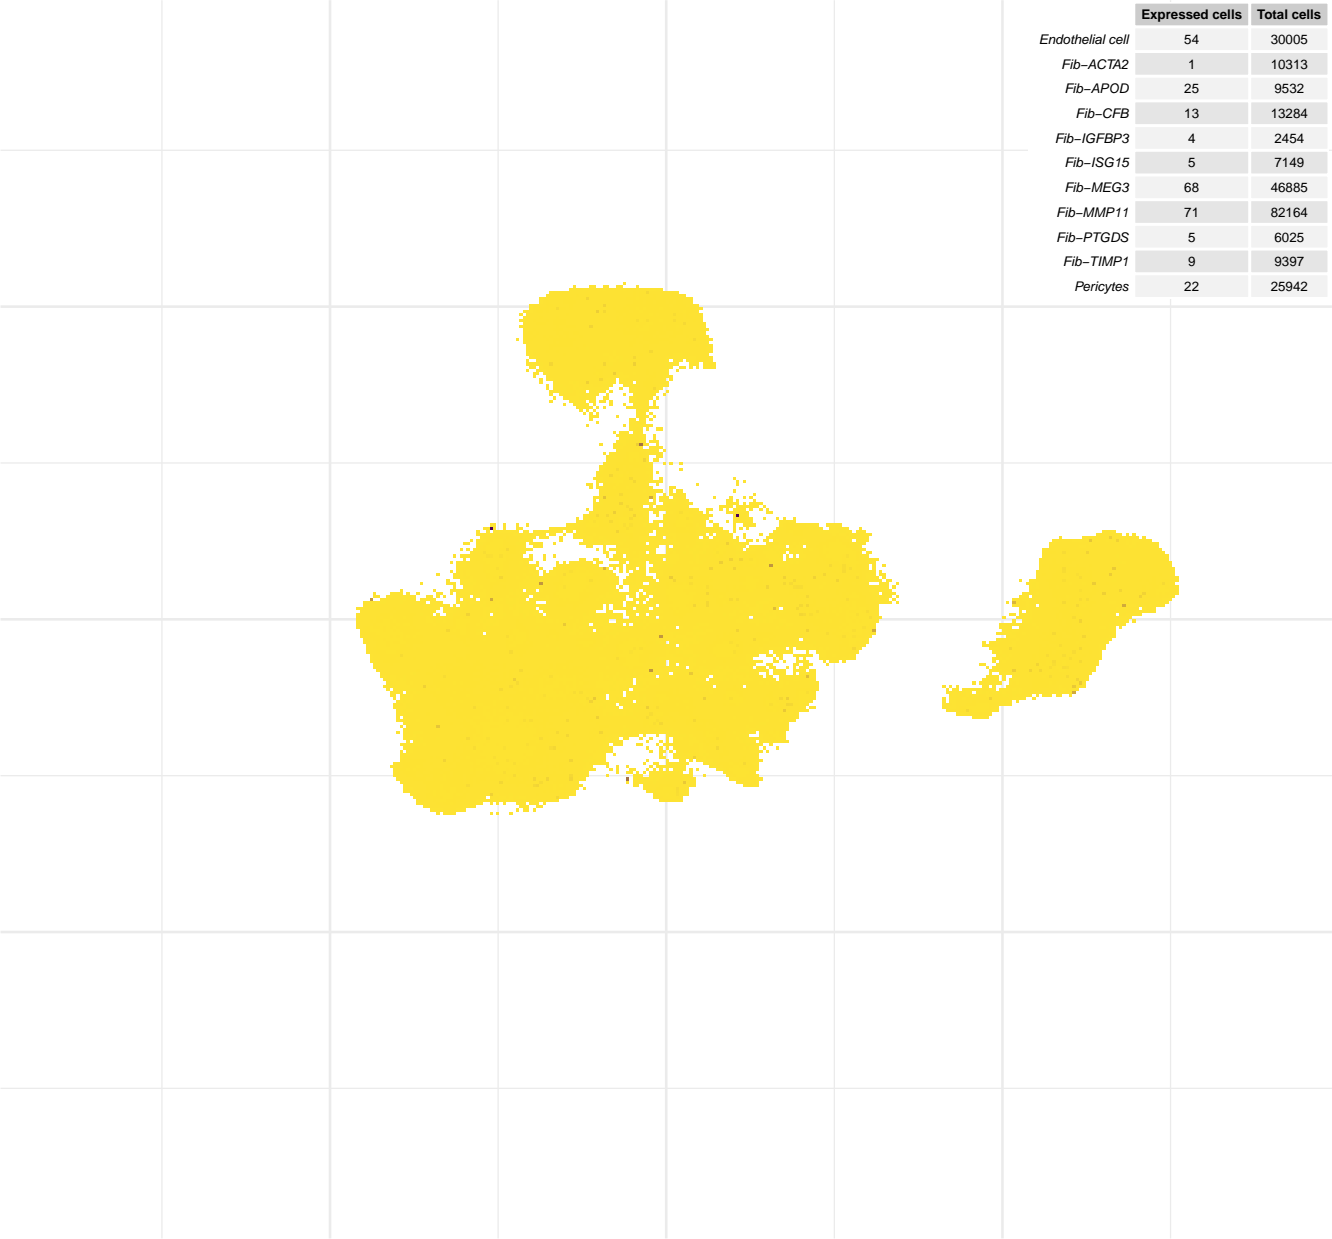 Expressed cells Total cells
Endothelial cell 54 30005
Fib−ACTA2 1 10313
Fib−APOD 25 9532
Fib−CFB 13 13284
Fib−IGFBP3 4 2454
Fib−ISG15 5 7149
Fib−MEG3 68 46885
Fib−MMP11 71 82164
Fib−PTGDS 5 6025
Fib−TIMP1 9 9397
Pericytes 22 25942